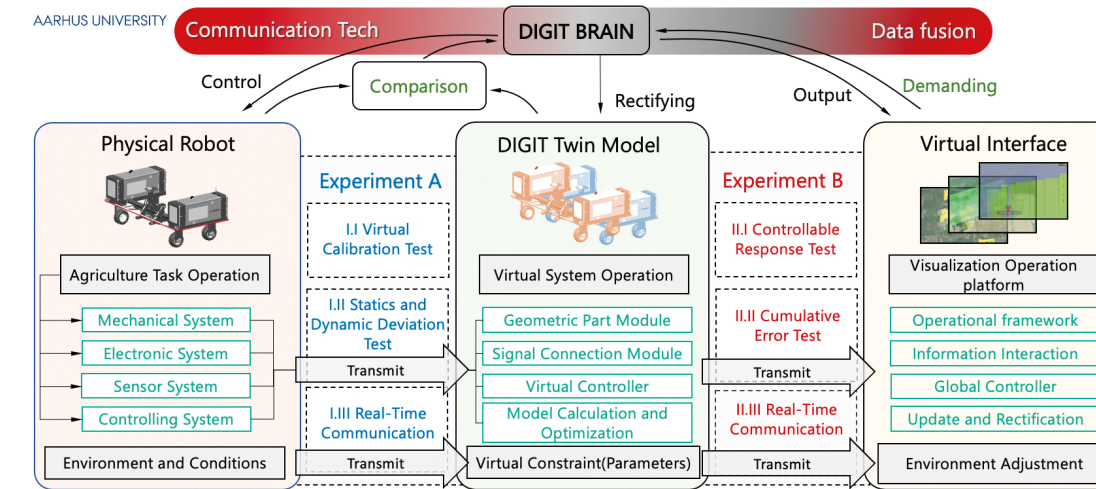 AARHUS UNIVERSITY
Communication Tech
DIGIT BRAIN
Data fusion
Control
Comparison
Rectifying
Output
Demanding
Physical Robot
Agriculture Task Operation
Mechanical System
Electronic System
Sensor System
Controlling System
Environment and Conditions
Experiment A
I.I Virtual
Calibration Test
I.II Statics and
Dynamic Deviation
Test
Transmit
I.III Real-Time
Communication
Transmit
DIGIT Twin Model
Virtual System Operation
Geometric Part Module
Signal Connection Module
Virtual Controller
Model Calculation and
Optimization
Virtual Constraint(Parameters)
Experiment B
II.I Controllable
Response Test
II.II Cumulative
Error Test
Transmit
II.III Real-Time
Communication
Transmit
Virtual Interface
Visualization Operation
platform
Operational framework
Information Interaction
Global Controller
Update and Rectification
Environment Adjustment